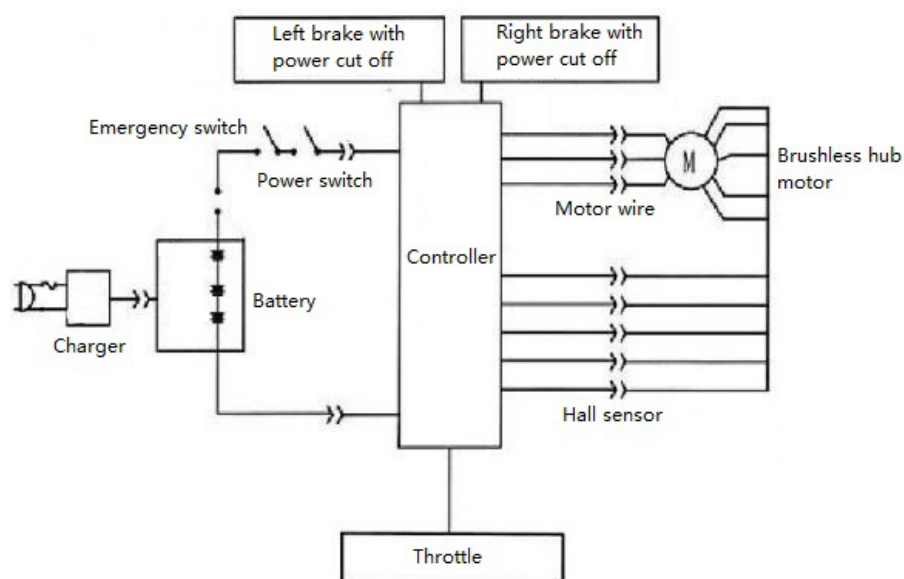 Left brake with
power cut off
Right brake with
power cut off
Emergency switch
Power switch
Motor wire
M
Brushless hub
motor
Controller
Battery
Charger
Hall sensor
Throttle